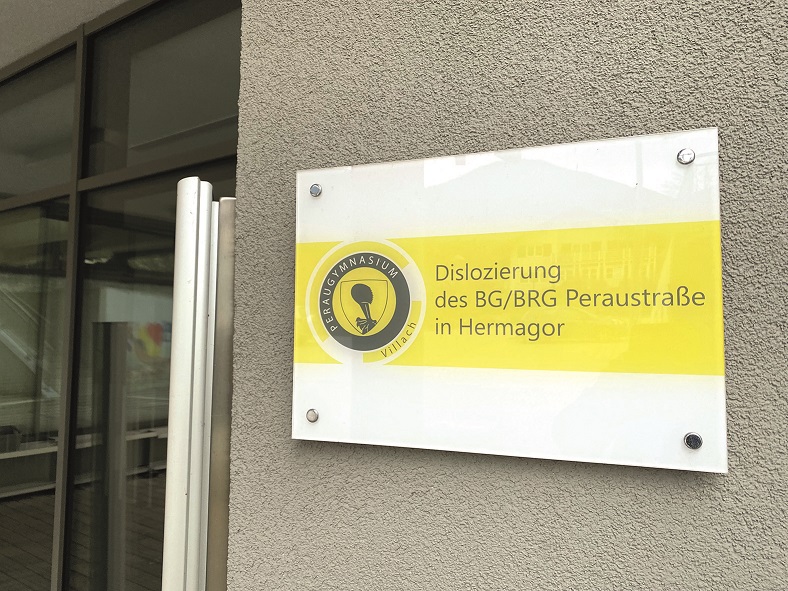 PERAUGYMNASIUM
Villach
Dislozierung
des BG/BRG Peraustraße
in Hermagor